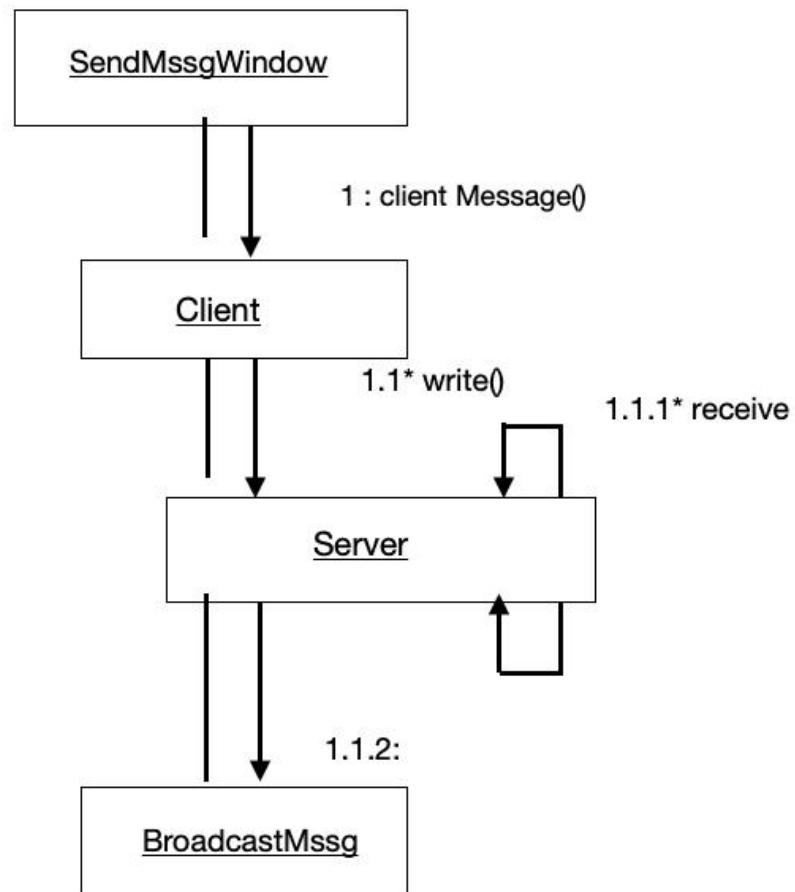 SendMssgWindow
1 : client Message()
Client
1.1* write()
1.1.1* receive
Server
1.1.2:
BroadcastMssg